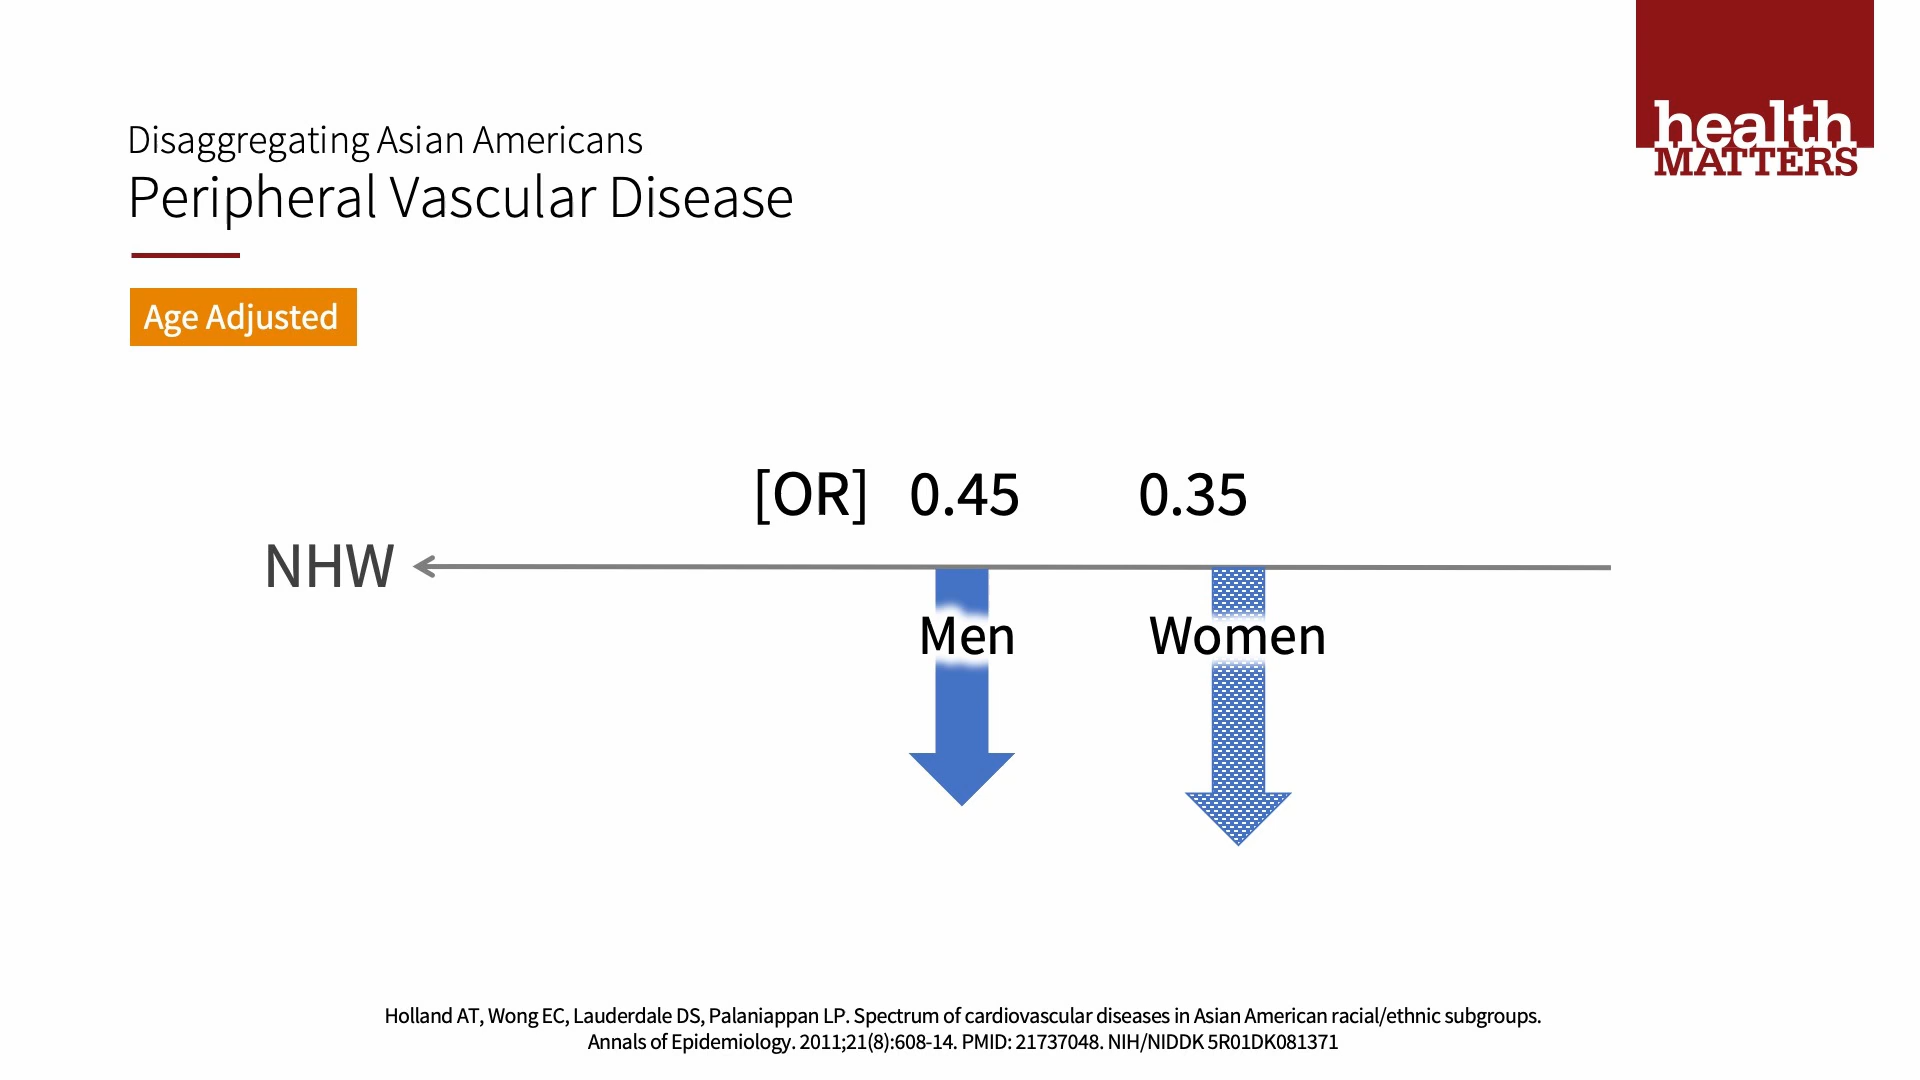 health
MATTERS
Disaggregating Asian Americans
Peripheral Vascular Disease
Age Adjusted
[OR] 0.45 0.35
NHW
Men Women
Holland AT, Wong EC, Lauderdale DS, Palaniappan LP. Spectrum of cardiovascular diseases in Asian American racial/ethnic subgroups.
Annals of Epidemiology. 2011;21(8):608-14. PMID: 21737048. NIH/NIDDK 5R01DK081371